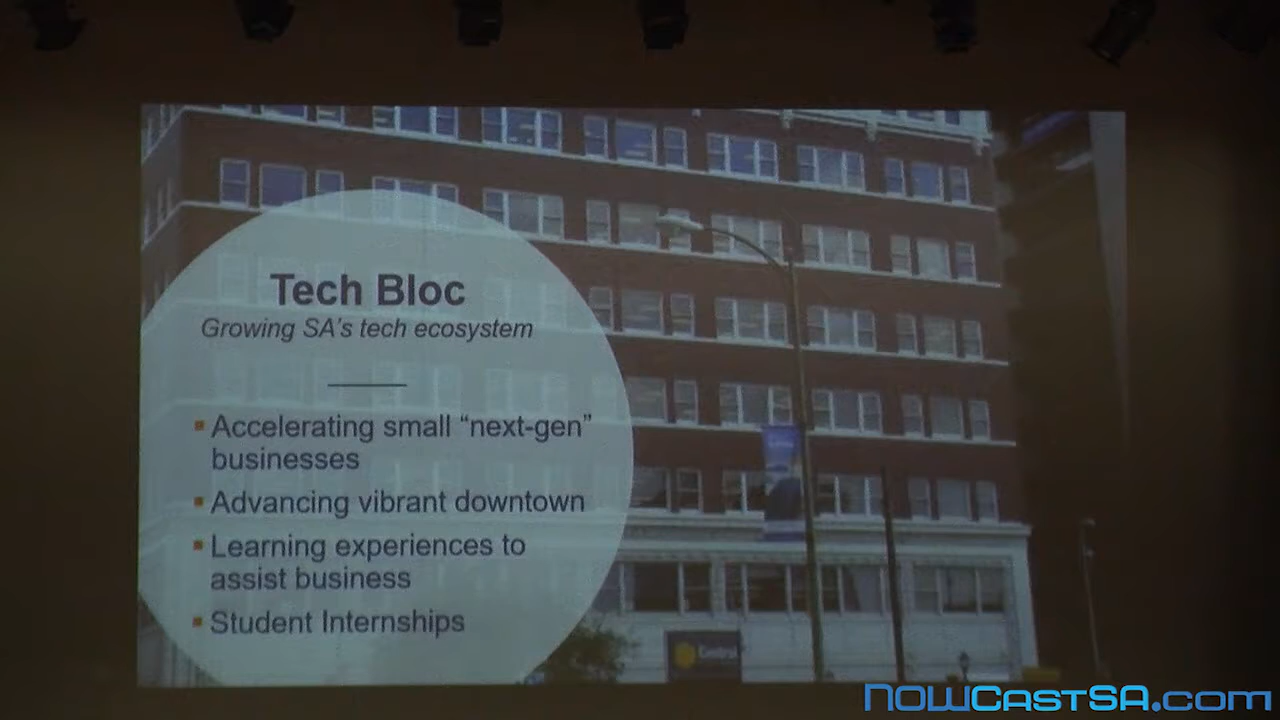 Tech Bloc
Growing SA's tech ecosystem
▪ Accelerating small “next-gen”
businesses
▪ Advancing vibrant downtown
▪ Learning experiences to
assist business
▪ Student Internships
NOWCastSA.com